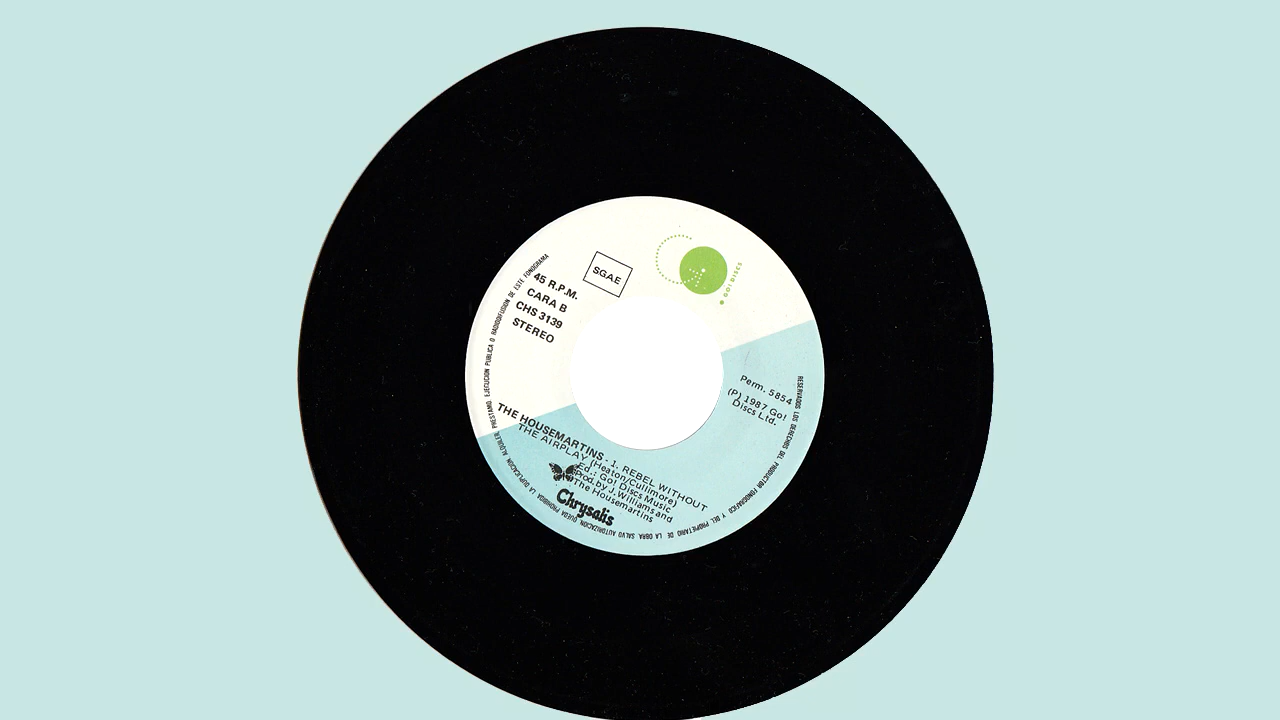 SGAE
GO! DISCS
45 R.P.M.
CARA B
CHS 3139
STEREO
Perm. 5854
(P) 1987 Go!
Discs Ltd.
THE HOUSEMARTINS - 1. REBEL WITHOUT
THE AIRPLAY (Heaton/Cullimore)
Ed.: Go! Discs Music
Prod. by J. Williams and
The Housemartins
Chrysalis
RESERVADOS LOS DERECHOS DEL PRODUCTOR FONOGRAFICO Y DEL PROPIETARIO DE LA OBRA. SALVO AUTORIZACION, QUEDA PROHIBIDA LA DUPLICACION, ALQUILER, PRESTAMO, EJECUCION PUBLICA O RADIODIFUSION DE ESTE FONOGRAMA